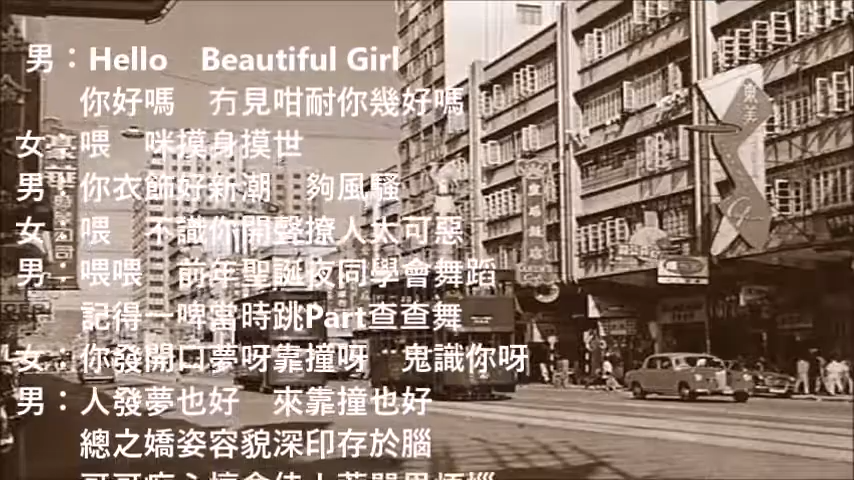 男：Hello　Beautiful Girl
你好嗎　冇見咁耐你幾好嗎
女：喂　咪摸身摸世
男：你衣飾好新潮　夠風騷
女：喂　不識你開聲撩人太可惡
男：喂喂　前年聖誕夜同學會舞蹈
記得一啤當時跳Part查查舞
女：你發開口夢呀靠撞呀　鬼識你呀
男：人發夢也好　來靠撞也好
總之嬌姿容貌深印存於腦